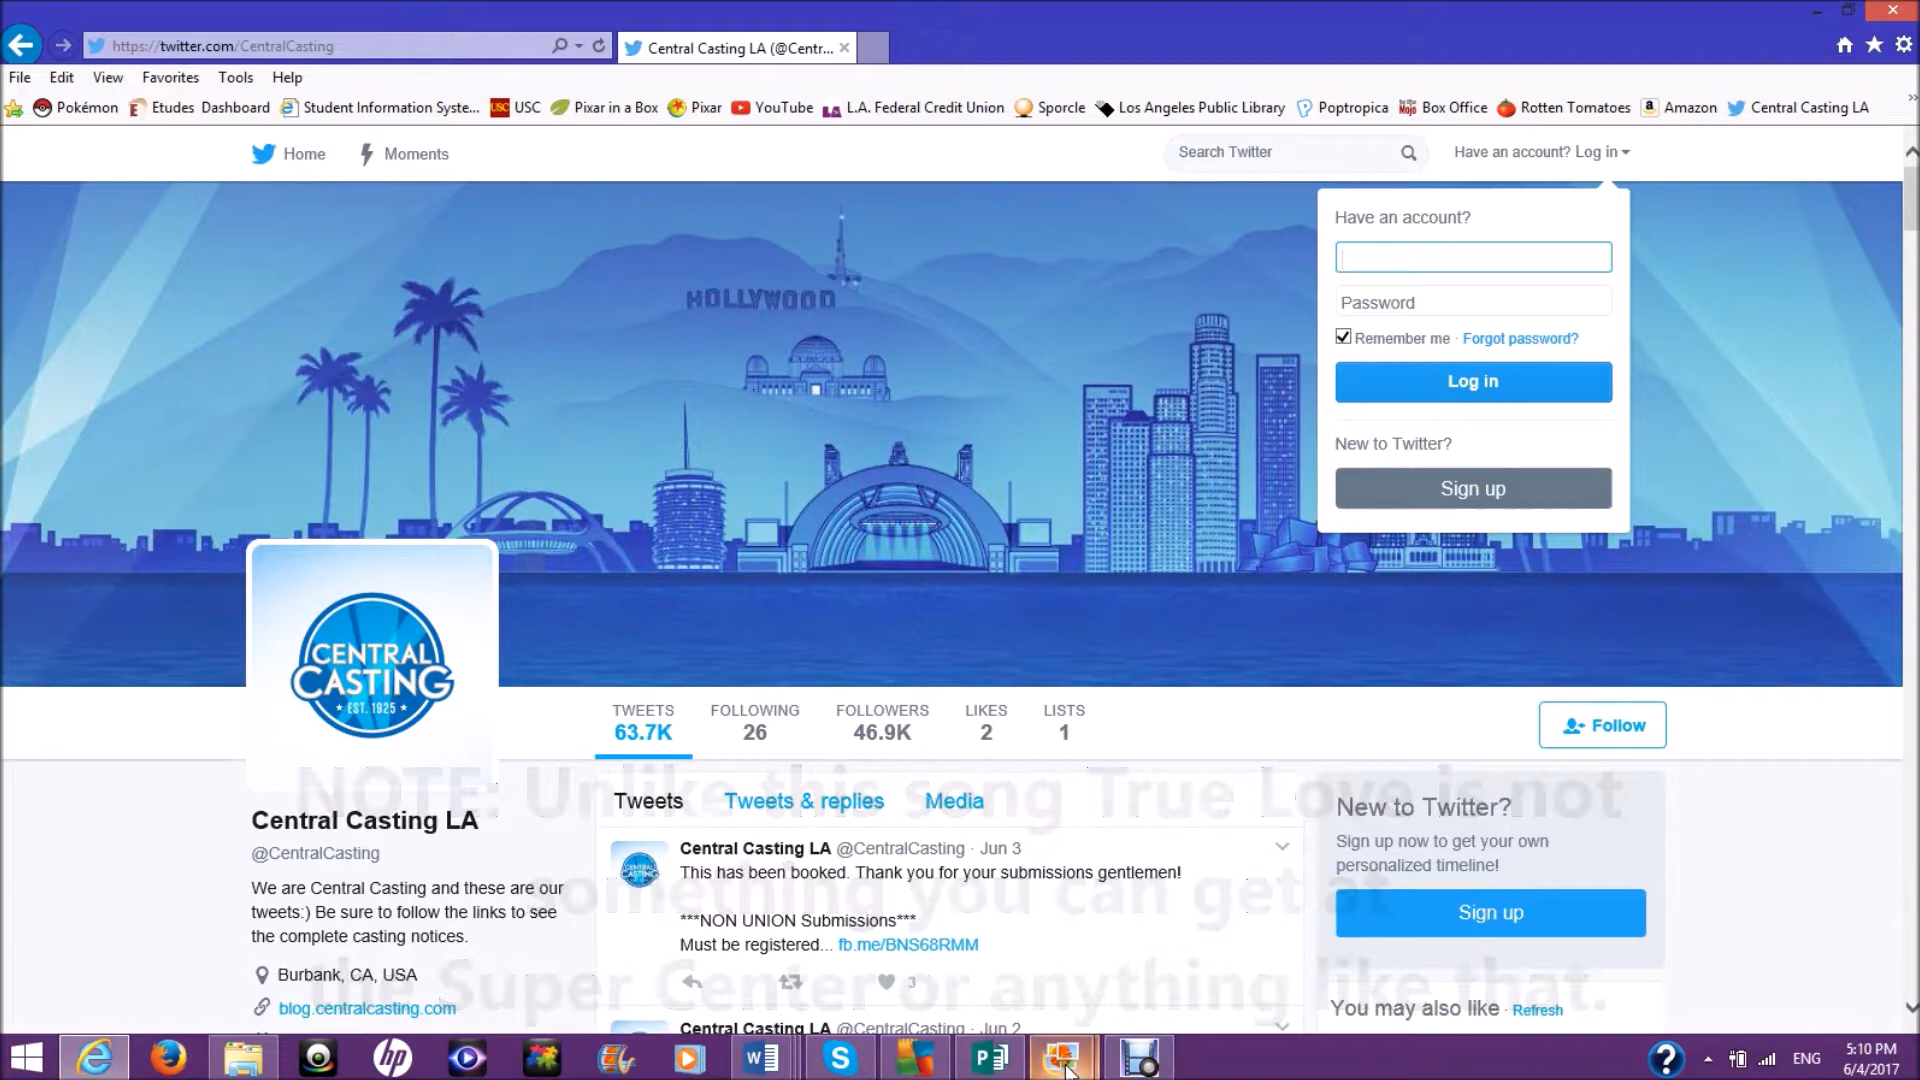 https://twitter.com/CentralCasting
Central Casting LA (@Centr...
File Edit View Favorites Tools Help
Pokémon Etudes Dashboard Student Information Syste... USC Pixar in a Box Pixar YouTube L.A. Federal Credit Union Sporcle Los Angeles Public Library Poptropica Box Office Rotten Tomatoes Amazon Central Casting LA
Home Moments Search Twitter Have an account? Log in
Have an account?
Password
Remember me · Forgot password?
Log in
New to Twitter?
Sign up
HOLLYWOOD
CENTRAL
CASTING
EST. 1925
TWEETS FOLLOWING FOLLOWERS LIKES LISTS
63.7K 26 46.9K 2 1
Follow
NOTE: Unlike this song True Love is not
something you can get at
the Super Center or anything like that.
Central Casting LA
@CentralCasting
We are Central Casting and these are our
tweets:) Be sure to follow the links to see
the complete casting notices.
Burbank, CA, USA
blog.centralcasting.com
Tweets Tweets & replies Media
Central Casting LA @CentralCasting · Jun 3
This has been booked. Thank you for your submissions gentlemen!
***NON UNION Submissions***
Must be registered... fb.me/BNS68RMM
3
Central Casting LA @CentralCasting · Jun 2
New to Twitter?
Sign up now to get your own
personalized timeline!
Sign up
You may also like · Refresh
ENG
5:10 PM
6/4/2017